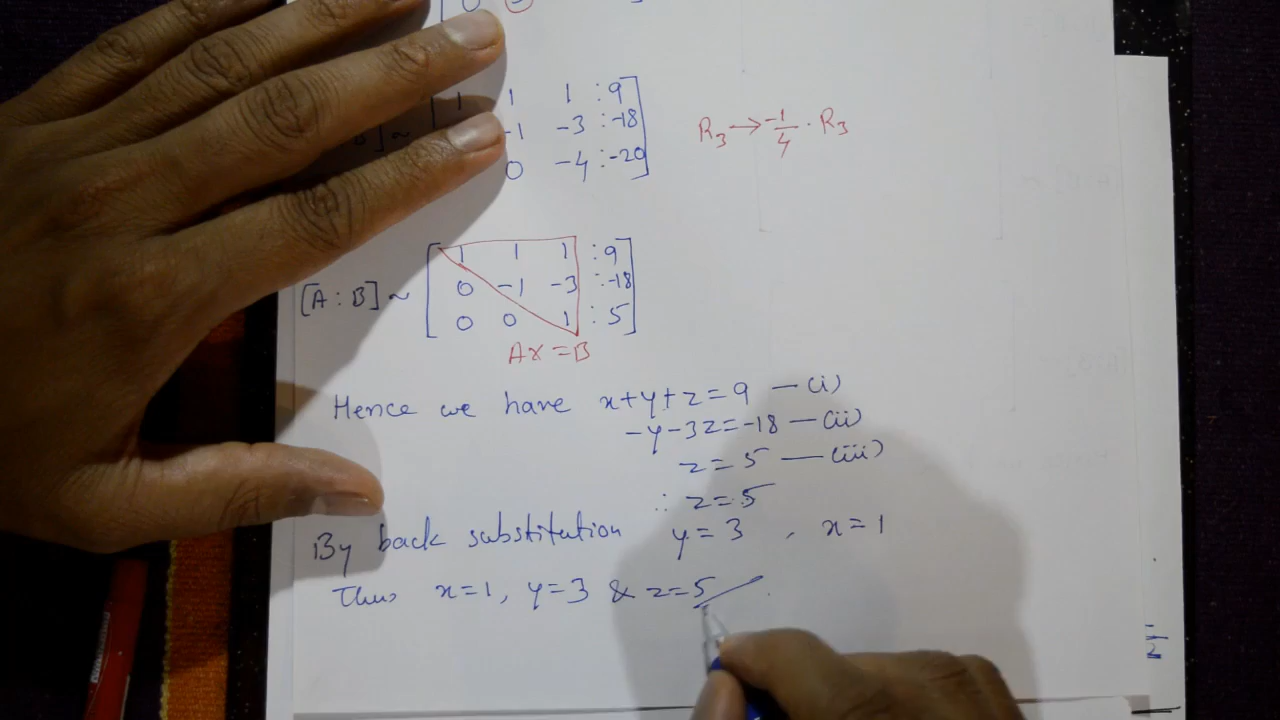 1 1 1 : 9
-1 -3 : -18
0 -4 : -20
R3 → -1/4 · R3
[A : B] ~ [ 1 1 1 : 9
0 -1 -3 : -18
0 0 1 : 5 ]
AX = B
Hence we have x+y+z = 9 — (i)
-y-3z = -18 — (ii)
z = 5 — (iii)
∴ z = 5
By back substitution y = 3 , x = 1
Thus x=1, y=3 & z=5